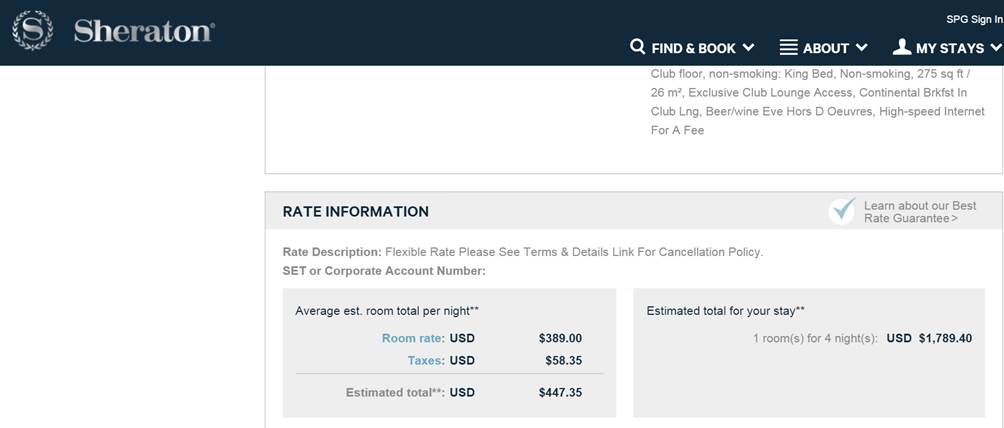 SPG Sign In
S Sheraton®
FIND & BOOK ABOUT MY STAYS
Club floor, non-smoking: King Bed, Non-smoking, 275 sq ft /
26 m², Exclusive Club Lounge Access, Continental Brkfst In
Club Lng, Beer/wine Eve Hors D Oeuvres, High-speed Internet
For A Fee
RATE INFORMATION
Learn about our Best
Rate Guarantee>
Rate Description: Flexible Rate Please See Terms & Details Link For Cancellation Policy.
SET or Corporate Account Number:
Average est. room total per night**
Room rate: USD $389.00
Taxes: USD $58.35
Estimated total**: USD $447.35
Estimated total for your stay**
1 room(s) for 4 night(s): USD $1,789.40